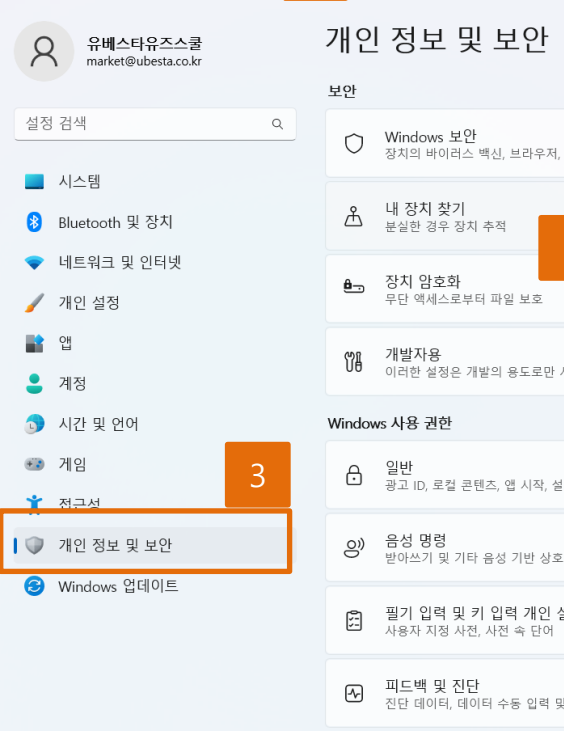 유베스타유즈스쿨
market@ubesta.co.kr
설정 검색
시스템
Bluetooth 및 장치
네트워크 및 인터넷
개인 설정
앱
계정
시간 및 언어
게임
3
접근성
개인 정보 및 보안
Windows 업데이트
개인 정보 및 보안
보안
Windows 보안
장치의 바이러스 백신, 브라우저,
내 장치 찾기
분실한 경우 장치 추적
장치 암호화
무단 액세스로부터 파일 보호
개발자용
이러한 설정은 개발의 용도로만
Windows 사용 권한
일반
광고 ID, 로컬 콘텐츠, 앱 시작,
음성 명령
받아쓰기 및 기타 음성 기반 상호
필기 입력 및 키 입력 개인
사용자 지정 사전, 사전 속 단어
피드백 및 진단
진단 데이터, 데이터 수동 입력 및